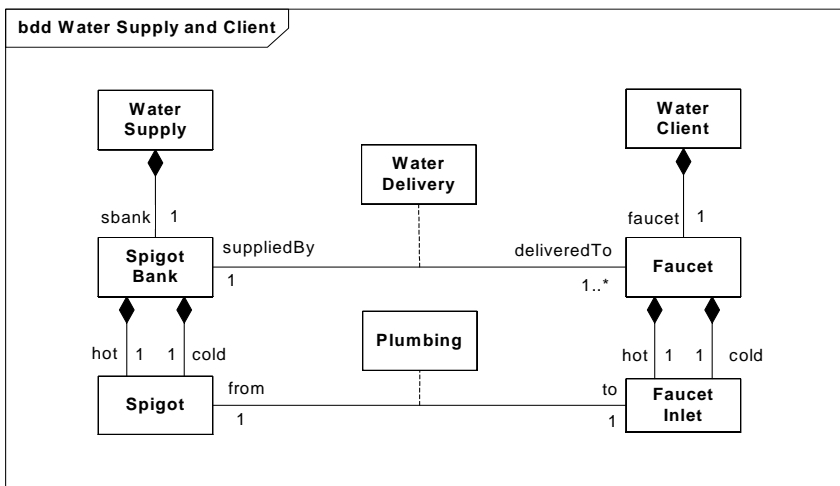 bdd Water Supply and Client
Water
Supply
Water
Client
Water
Delivery
sbank 1
faucet 1
Spigot
Bank
suppliedBy
1
deliveredTo
1..*
Faucet
hot 1 1 cold
Plumbing
hot 1 1 cold
Spigot
from
1
to
1
Faucet
Inlet